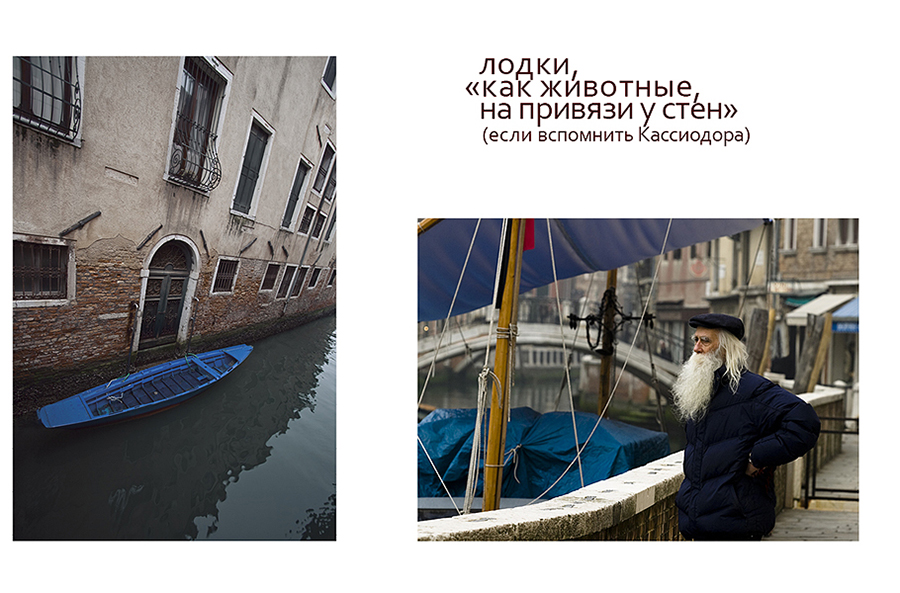 лодки,
«как животные,
на привязи у стен»
(если вспомнить Кассиодора)